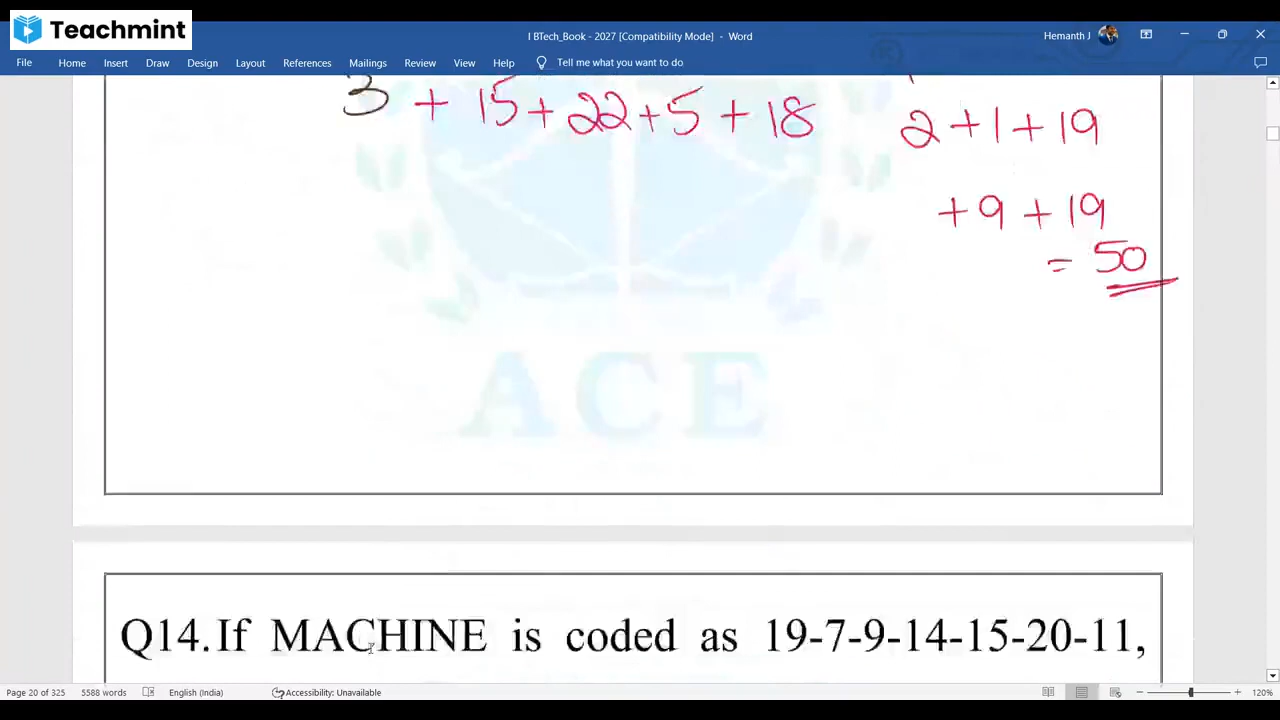 Teachmint
I BTech_Book - 2027 [Compatibility Mode] - Word
Hemanth J
File Home Insert Draw Design Layout References Mailings Review View Help Tell me what you want to do
3 + 15 + 22 + 5 + 18
2 + 1 + 19
+ 9 + 19
= 50
ACE
Q14. If MACHINE is coded as 19-7-9-14-15-20-11,
Page 20 of 325 5588 words English (India) Accessibility: Unavailable 120%